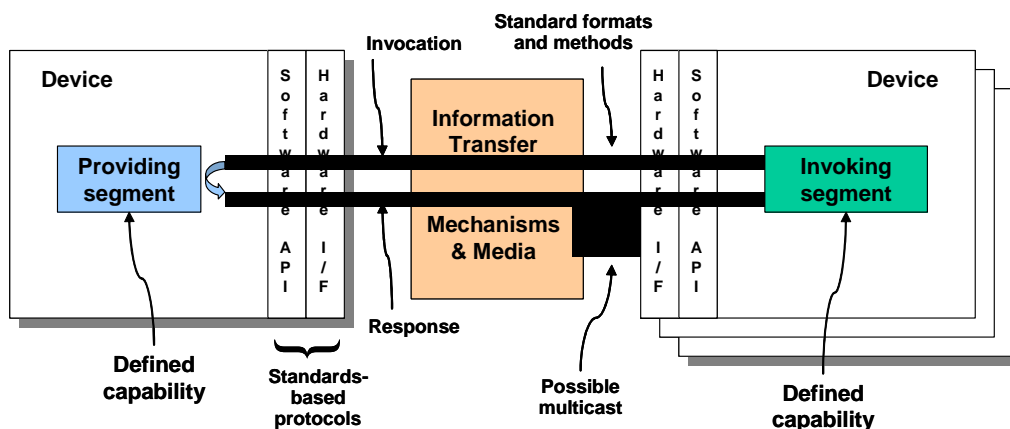 Standard formats
and methods
Invocation
Device
Software API
Hardware I/F
Information
Transfer
Hardware I/F
Software API
Device
Providing
segment
Invoking
segment
Mechanisms
& Media
Response
Defined
capability
Standards-
based
protocols
Possible
multicast
Defined
capability